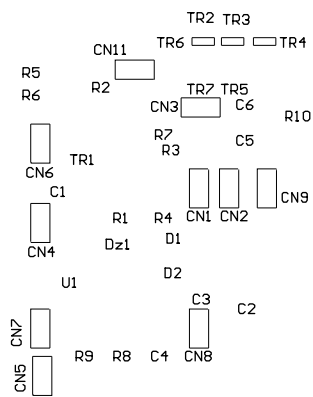 TR2 TR3
TR6 TR4
CN11
R5
R2
R6
TR7 TR5
CN3 C6
R10
R7
R3 C5
TR1
CN6
C1
CN9
CN1 CN2
R1 R4
CN4 Dz1 D1
U1 D2
C3 C2
CN7
CN5
R9 R8 C4 CN8